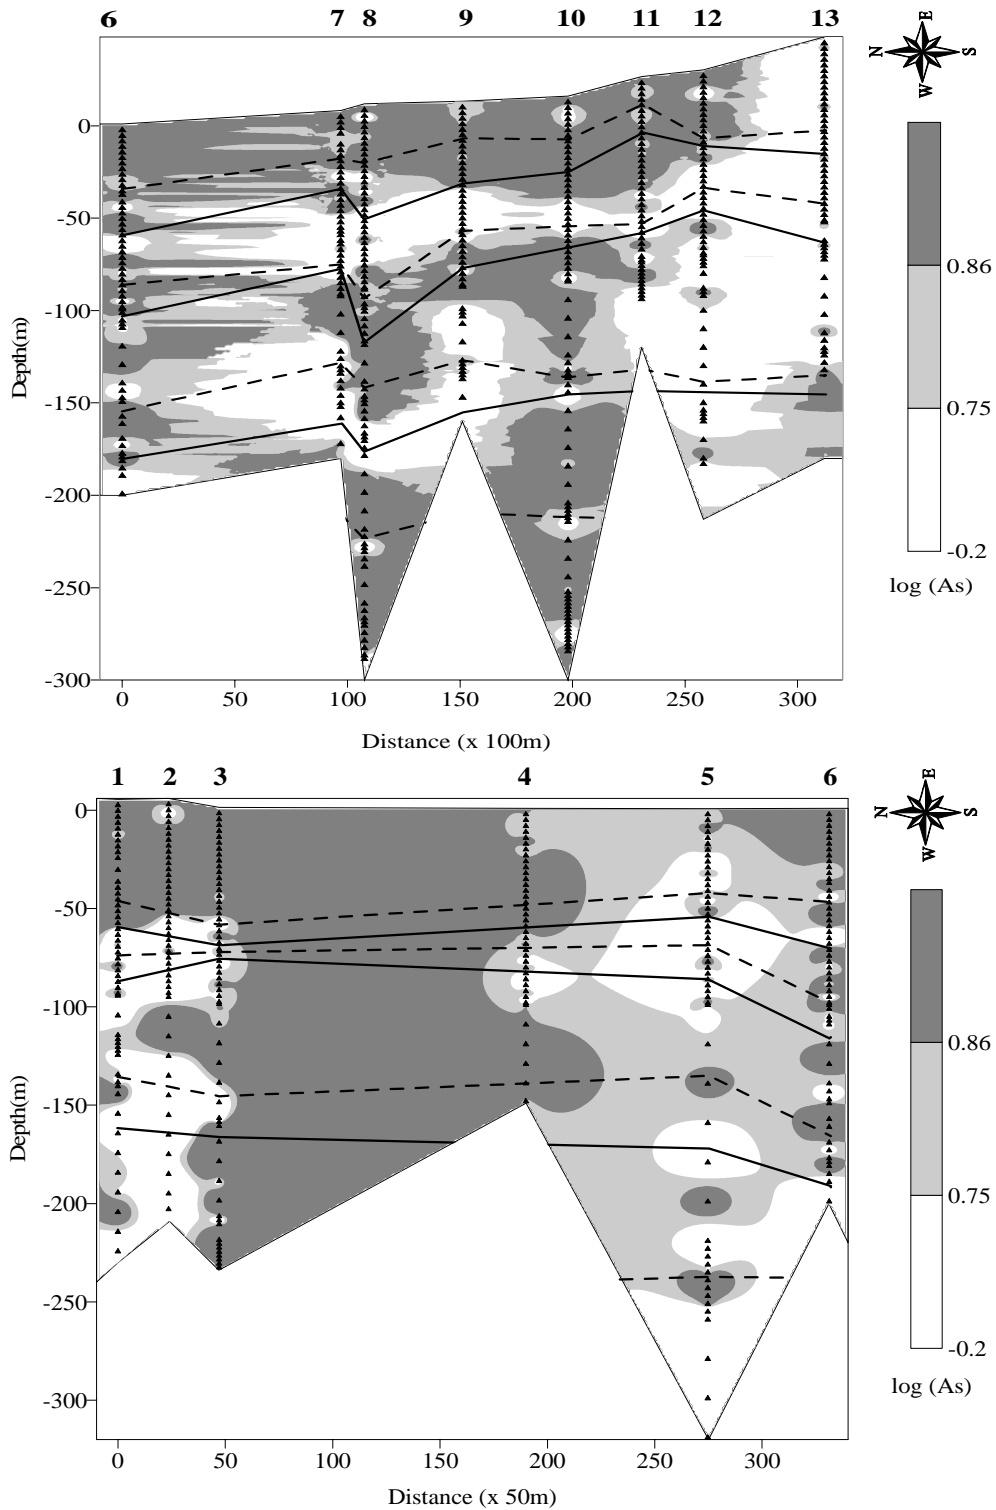 6 7 8 9 10 11 12 13
E
N S
W
0
-50
-100
-150
-200
-250
-300
Depth(m)
0 50 100 150 200 250 300
Distance (x 100m)
0.86
0.75
-0.2
log (As)
1 2 3 4 5 6
E
N S
W
0
-50
-100
-150
-200
-250
-300
Depth(m)
0 50 100 150 200 250 300
Distance (x 50m)
0.86
0.75
-0.2
log (As)